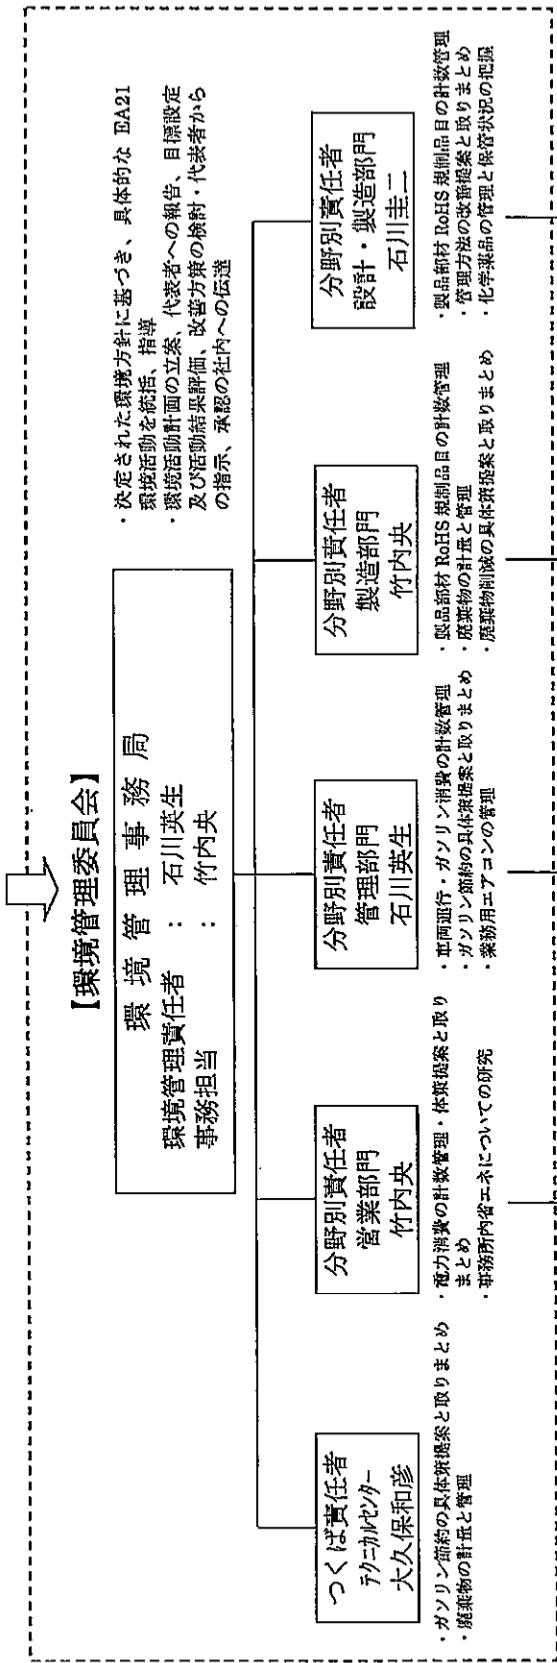 【環境管理委員会】
環境管理事務局
環境管理責任者 : 石川英生
事務担当 : 竹内央
・決定された環境方針に基づき、具体的な EA21
環境活動を統括、指導
・環境活動計画の立案、代表者への報告、目標設定
及び活動結果評価、改善方策の検討・代表者から
の指示、承認の社内への伝達
つくば責任者
テクニカルセンター
大久保和彦
・ガソリン節約の具体策提案と取りまとめ
・廃棄物の計量と管理
分野別責任者
営業部門
竹内央
・電力消費の計数管理・体策提案と取り
まとめ
・事務所内省エネについての研究
分野別責任者
管理部門
石川英生
・車両運行・ガソリン消費の計数管理
・ガソリン節約の具体策提案と取りまとめ
・業務用エアコンの管理
分野別責任者
製造部門
竹内央
・製品部材 RoHS 規制品目の計数管理
・廃棄物の計量と管理
・廃棄物削減の具体策提案と取りまとめ
分野別責任者
設計・製造部門
石川圭二
・製品部材 RoHS 規制品目の計数管理
・管理方法の改善提案と取りまとめ
・化学薬品の管理と保管状況の把握